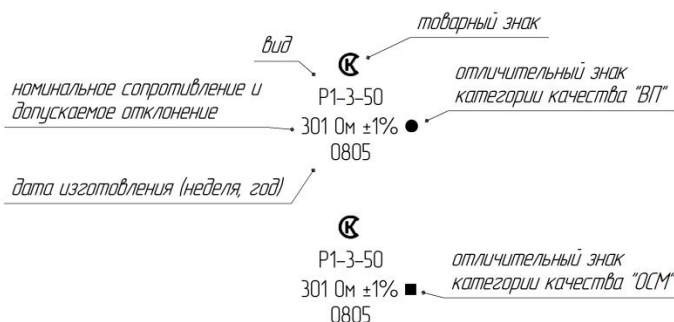 товарный знак
вид
К
номинальное сопротивление и
допускаемое отклонение
Р1-3-50
301 Ом ±1% ●
0805
отличительный знак
категории качества "ВП"
дата изготовления (неделя, год)
К
Р1-3-50
301 Ом ±1% ■
0805
отличительный знак
категории качества "ОСМ"